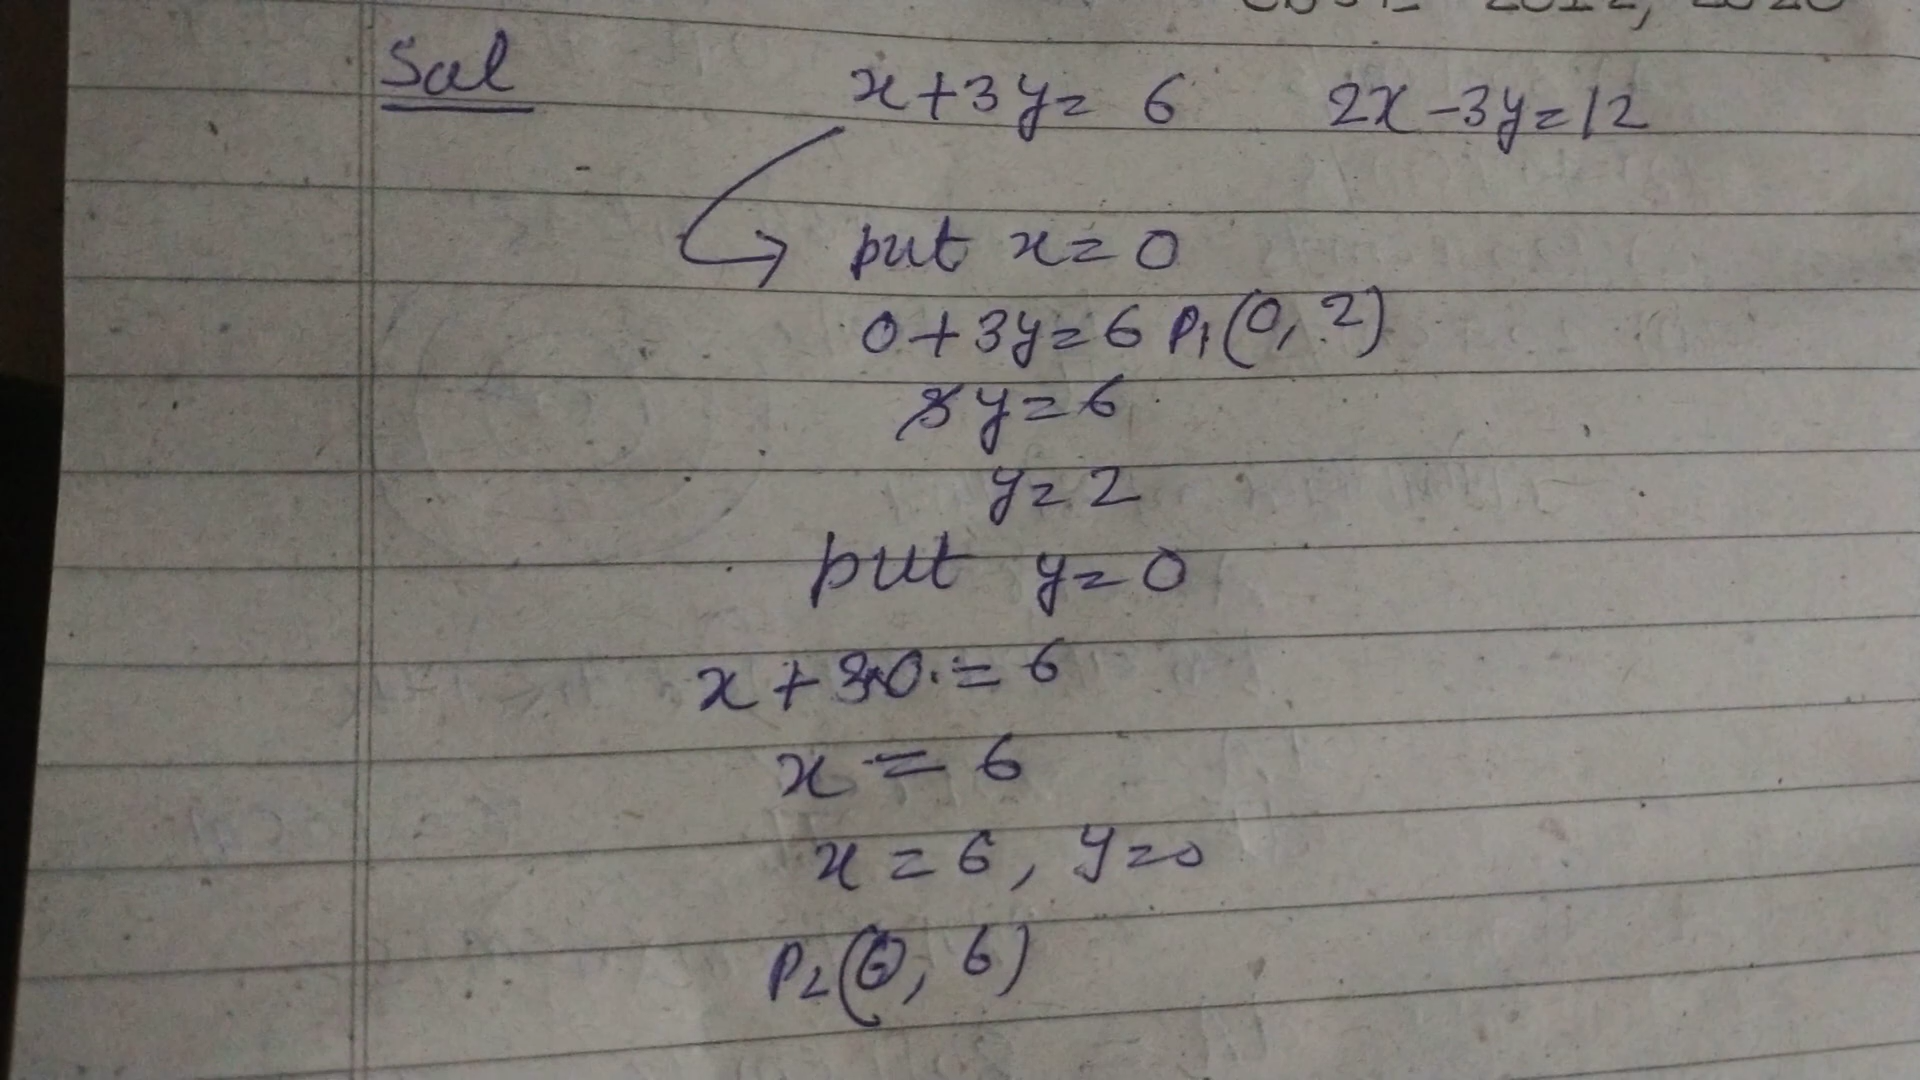 Sol x+3y= 6 2x-3y=12
put x=0
0+3y=6 P1(0, 2)
3y=6
y=2
put y=0
x+3×0.=6
x = 6
x = 6, y=0
P2(6, 6)